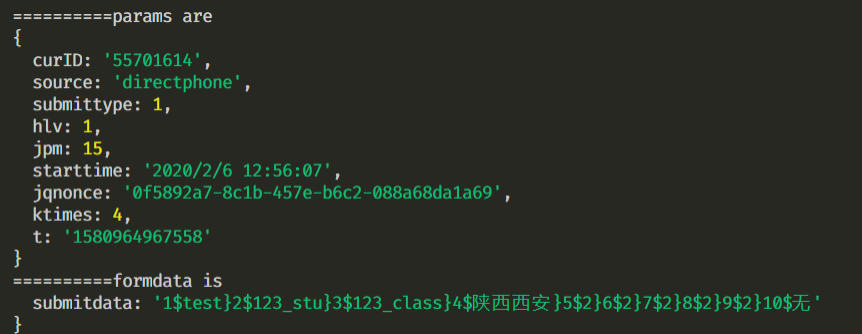 ==========params are
{
  curID: '55701614',
  source: 'directphone',
  submittype: 1,
  hlv: 1,
  jpm: 15,
  starttime: '2020/2/6 12:56:07',
  jqnonce: '0f5892a7-8c1b-457e-b6c2-088a68da1a69',
  ktimes: 4,
  t: '1580964967558'
}
==========formdata is
  submitdata: '1$test}2$123_stu}3$123_class}4$陕西西安}5$2}6$2}7$2}8$2}9$2}10$无'
}